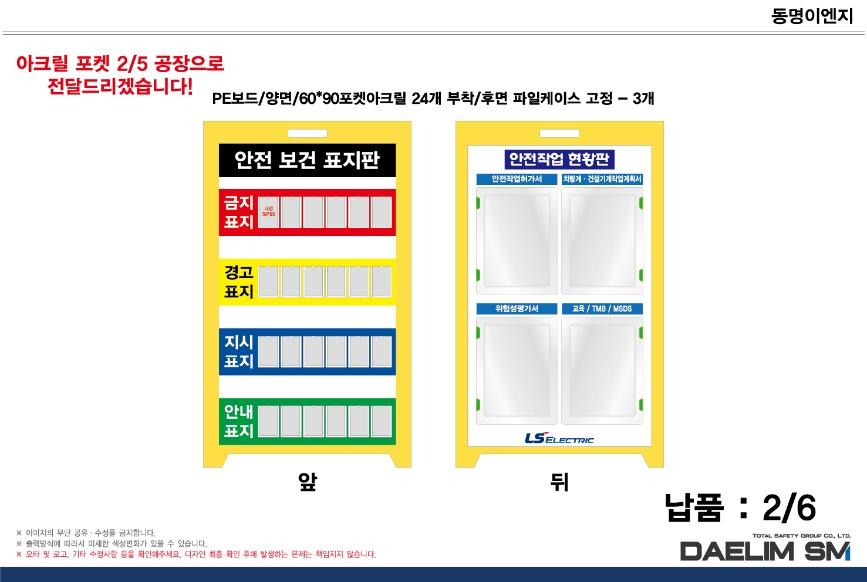 동명이엔지
아크릴 포켓 2/5 공장으로
전달드리겠습니다!
PE보드/양면/60*90포켓아크릴 24개 부착/후면 파일케이스 고정 – 3개
안전 보건 표지판
금지
표지
50*85
경고
표지
지시
표지
안내
표지
앞
안전작업 현황판
안전작업허가서
차량계 · 건설기계작업계획서
위험성평가서
교육 / TMB / MSDS
LS ELECTRIC
뒤
납품 : 2/6
※ 이미지의 무단 공유 · 수정을 금지합니다.
※ 출력방식에 따라서 미세한 색상변화가 있을 수 있습니다.
※ 오타 및 로고, 기타 수정사항 등을 확인해주세요. 디자인 최종 확인 후에 발생하는 문제는 책임지지 않습니다.
TOTAL SAFETY GROUP CO., LTD.
DAELIM SM